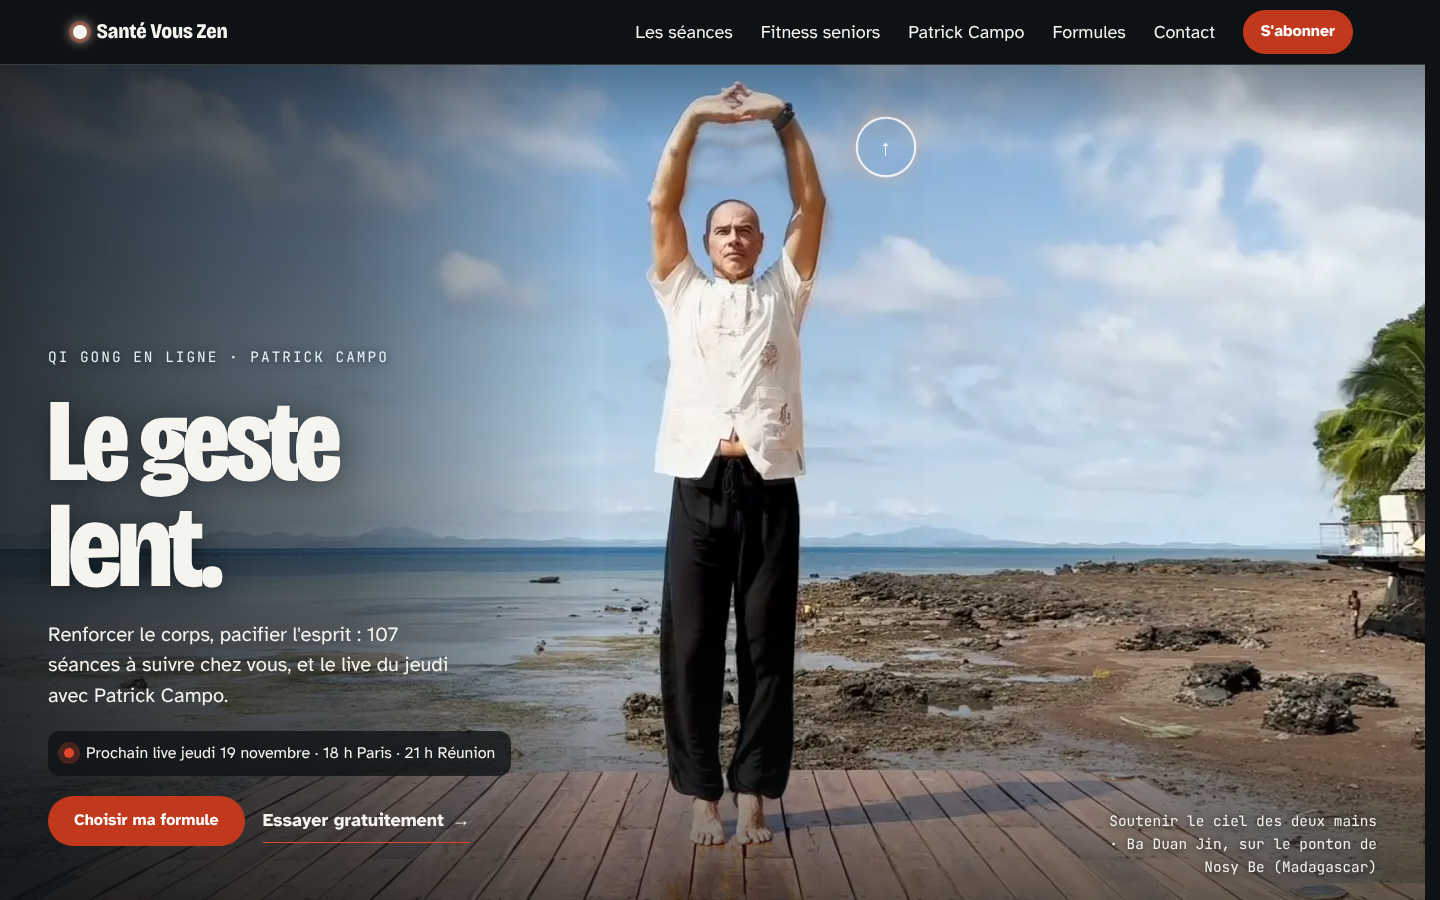 Santé Vous Zen
Les séances
Fitness seniors
Patrick Campo
Formules
Contact
S'abonner
↑
QI GONG EN LIGNE · PATRICK CAMPO
Le geste
lent.
Renforcer le corps, pacifier l'esprit : 107
séances à suivre chez vous, et le live du jeudi
avec Patrick Campo.
Prochain live jeudi 19 novembre · 18 h Paris · 21 h Réunion
Choisir ma formule
Essayer gratuitement →
Soutenir le ciel des deux mains
· Ba Duan Jin, sur le ponton de
Nosy Be (Madagascar)